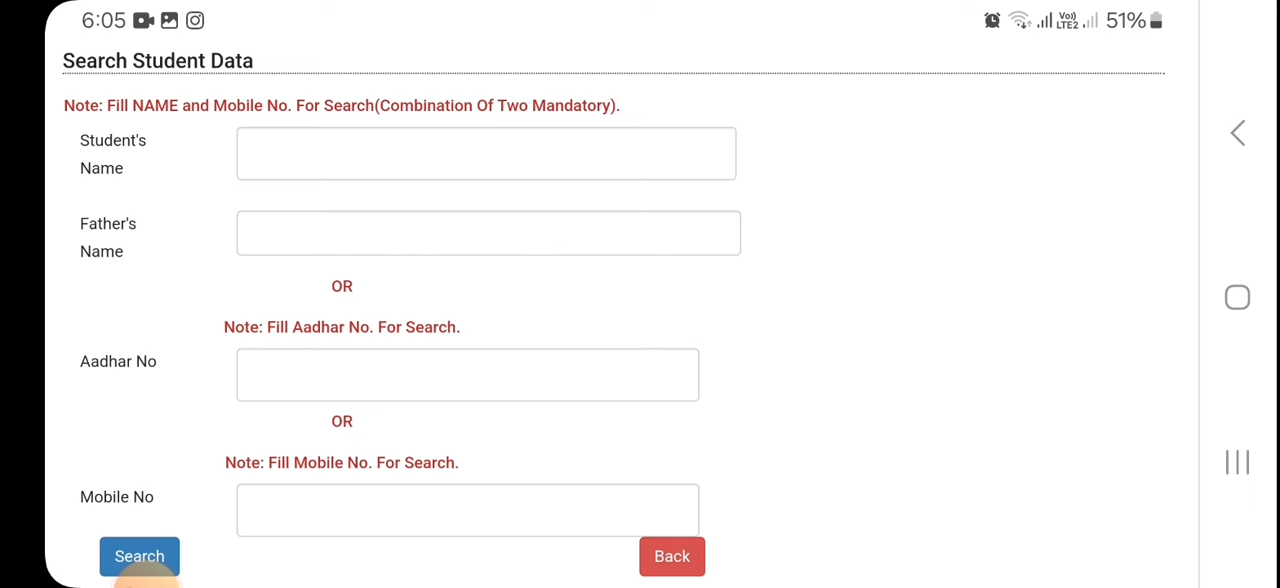 6:05 Vo)) LTE2 51%
Search Student Data
Note: Fill NAME and Mobile No. For Search(Combination Of Two Mandatory).
Student's
Name
Father's
Name
OR
Note: Fill Aadhar No. For Search.
Aadhar No
OR
Note: Fill Mobile No. For Search.
Mobile No
Search Back